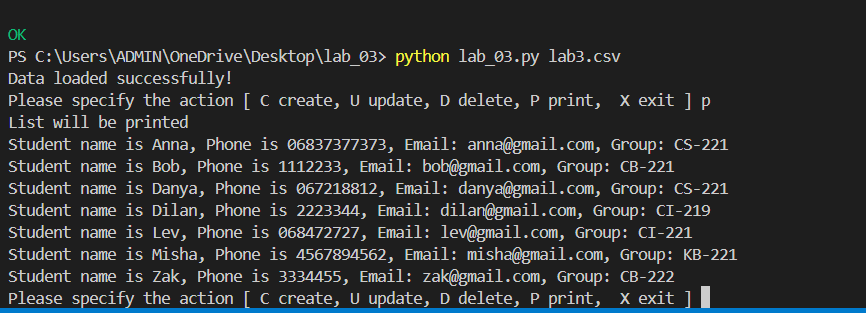 OK
PS C:\Users\ADMIN\OneDrive\Desktop\lab_03> python lab_03.py lab3.csv
Data loaded successfully!
Please specify the action [ C create, U update, D delete, P print,  X exit ] p
List will be printed
Student name is Anna, Phone is 06837377373, Email: anna@gmail.com, Group: CS-221
Student name is Bob, Phone is 1112233, Email: bob@gmail.com, Group: CB-221
Student name is Danya, Phone is 067218812, Email: danya@gmail.com, Group: CS-221
Student name is Dilan, Phone is 2223344, Email: dilan@gmail.com, Group: CI-219
Student name is Lev, Phone is 068472727, Email: lev@gmail.com, Group: CI-221
Student name is Misha, Phone is 4567894562, Email: misha@gmail.com, Group: KB-221
Student name is Zak, Phone is 3334455, Email: zak@gmail.com, Group: CB-222
Please specify the action [ C create, U update, D delete, P print,  X exit ]